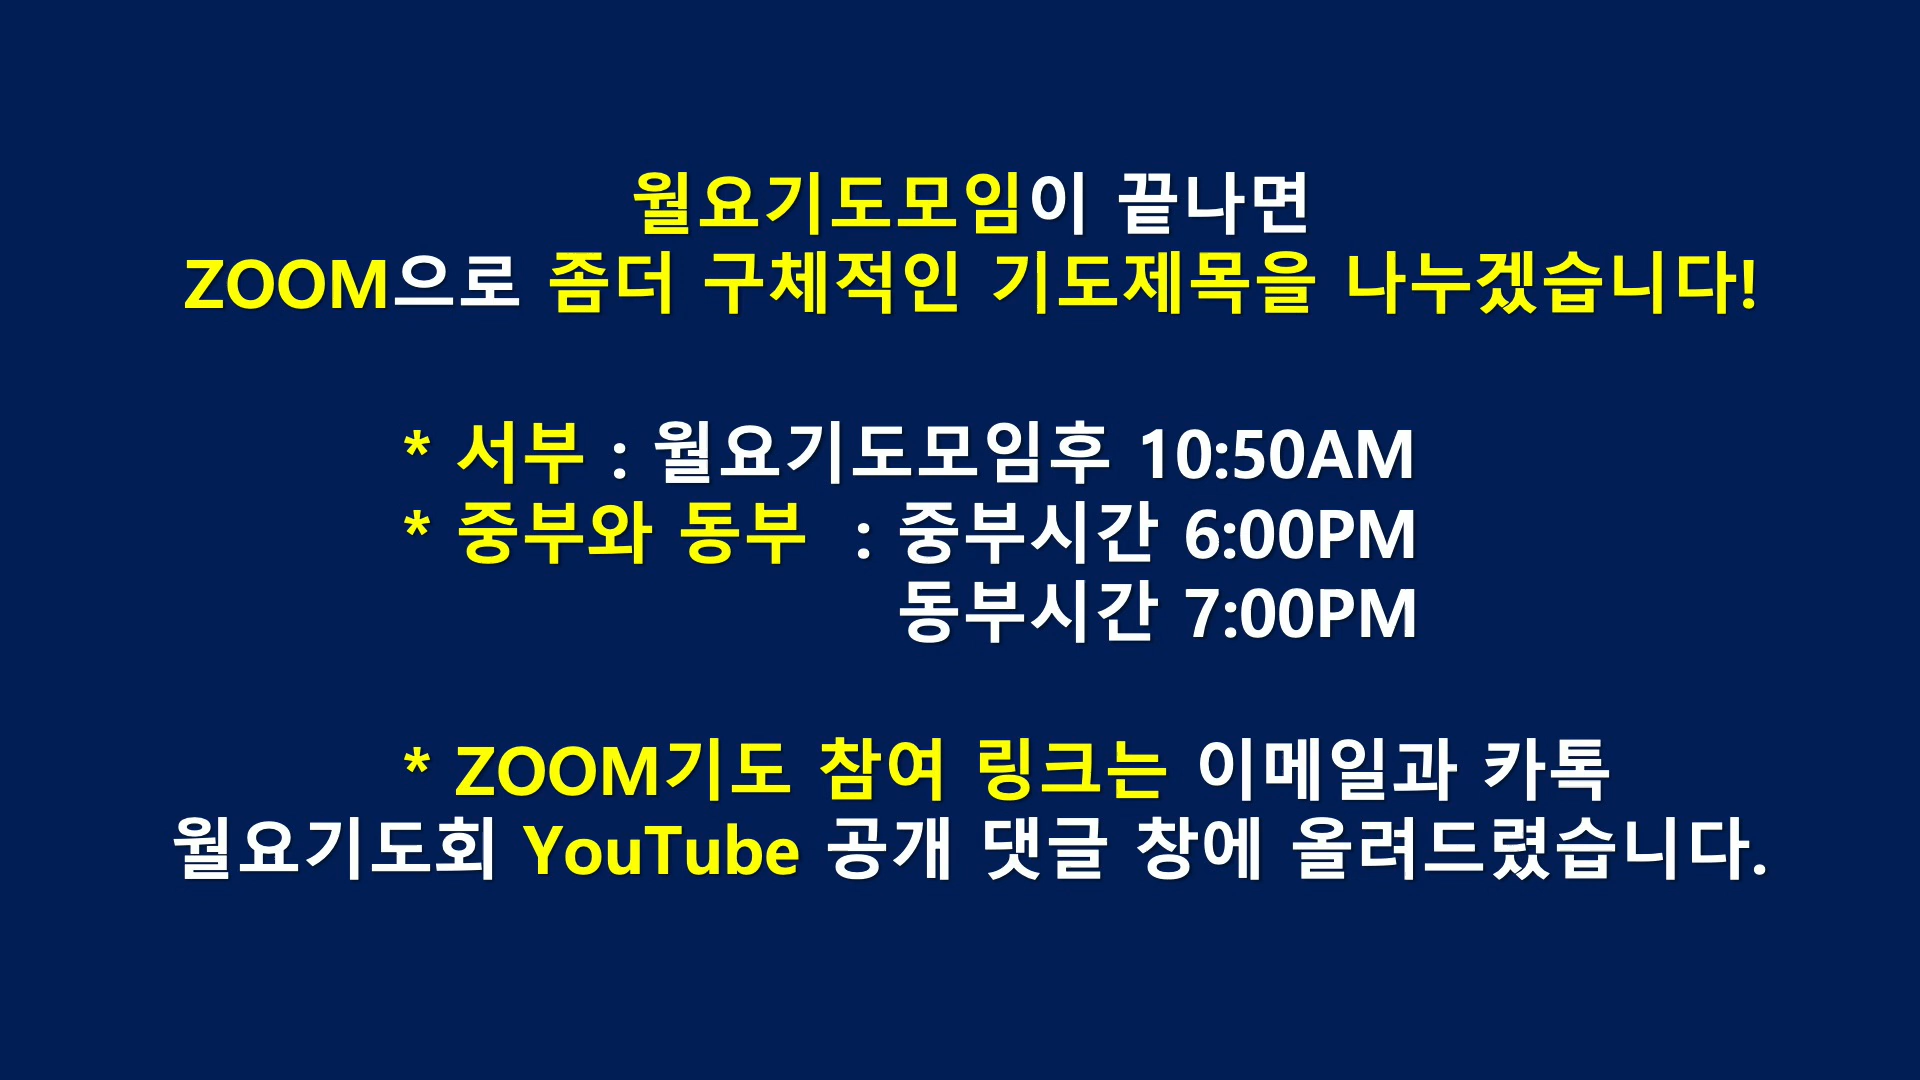 월요기도모임이 끝나면
ZOOM으로 좀더 구체적인 기도제목을 나누겠습니다!
* 서부 : 월요기도모임후 10:50AM
* 중부와 동부 : 중부시간 6:00PM
동부시간 7:00PM
* ZOOM기도 참여 링크는 이메일과 카톡
월요기도회 YouTube 공개 댓글 창에 올려드렸습니다.